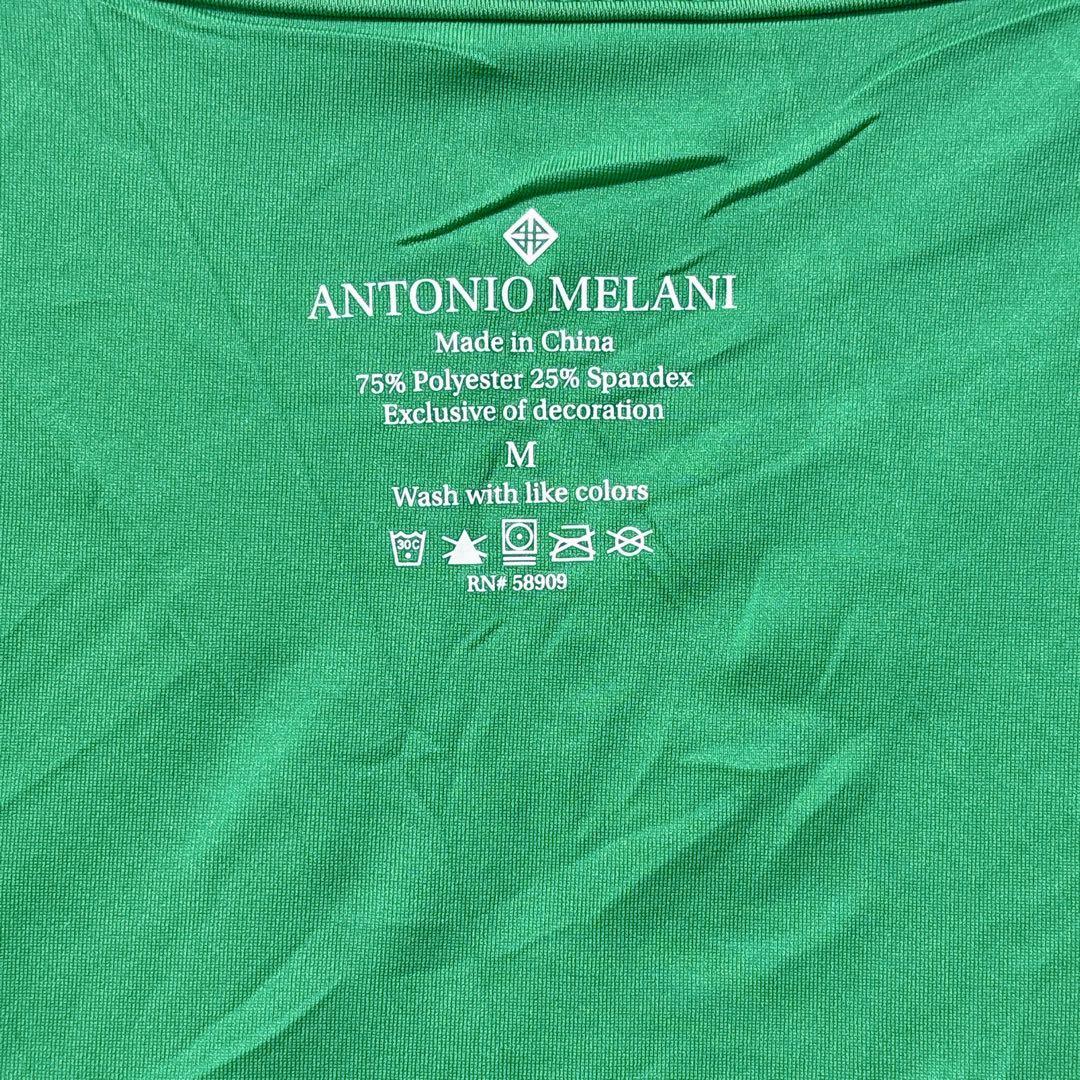 ANTONIO MELANI
Made in China
75% Polyester 25% Spandex
Exclusive of decoration
M
Wash with like colors
30C
RN# 58909